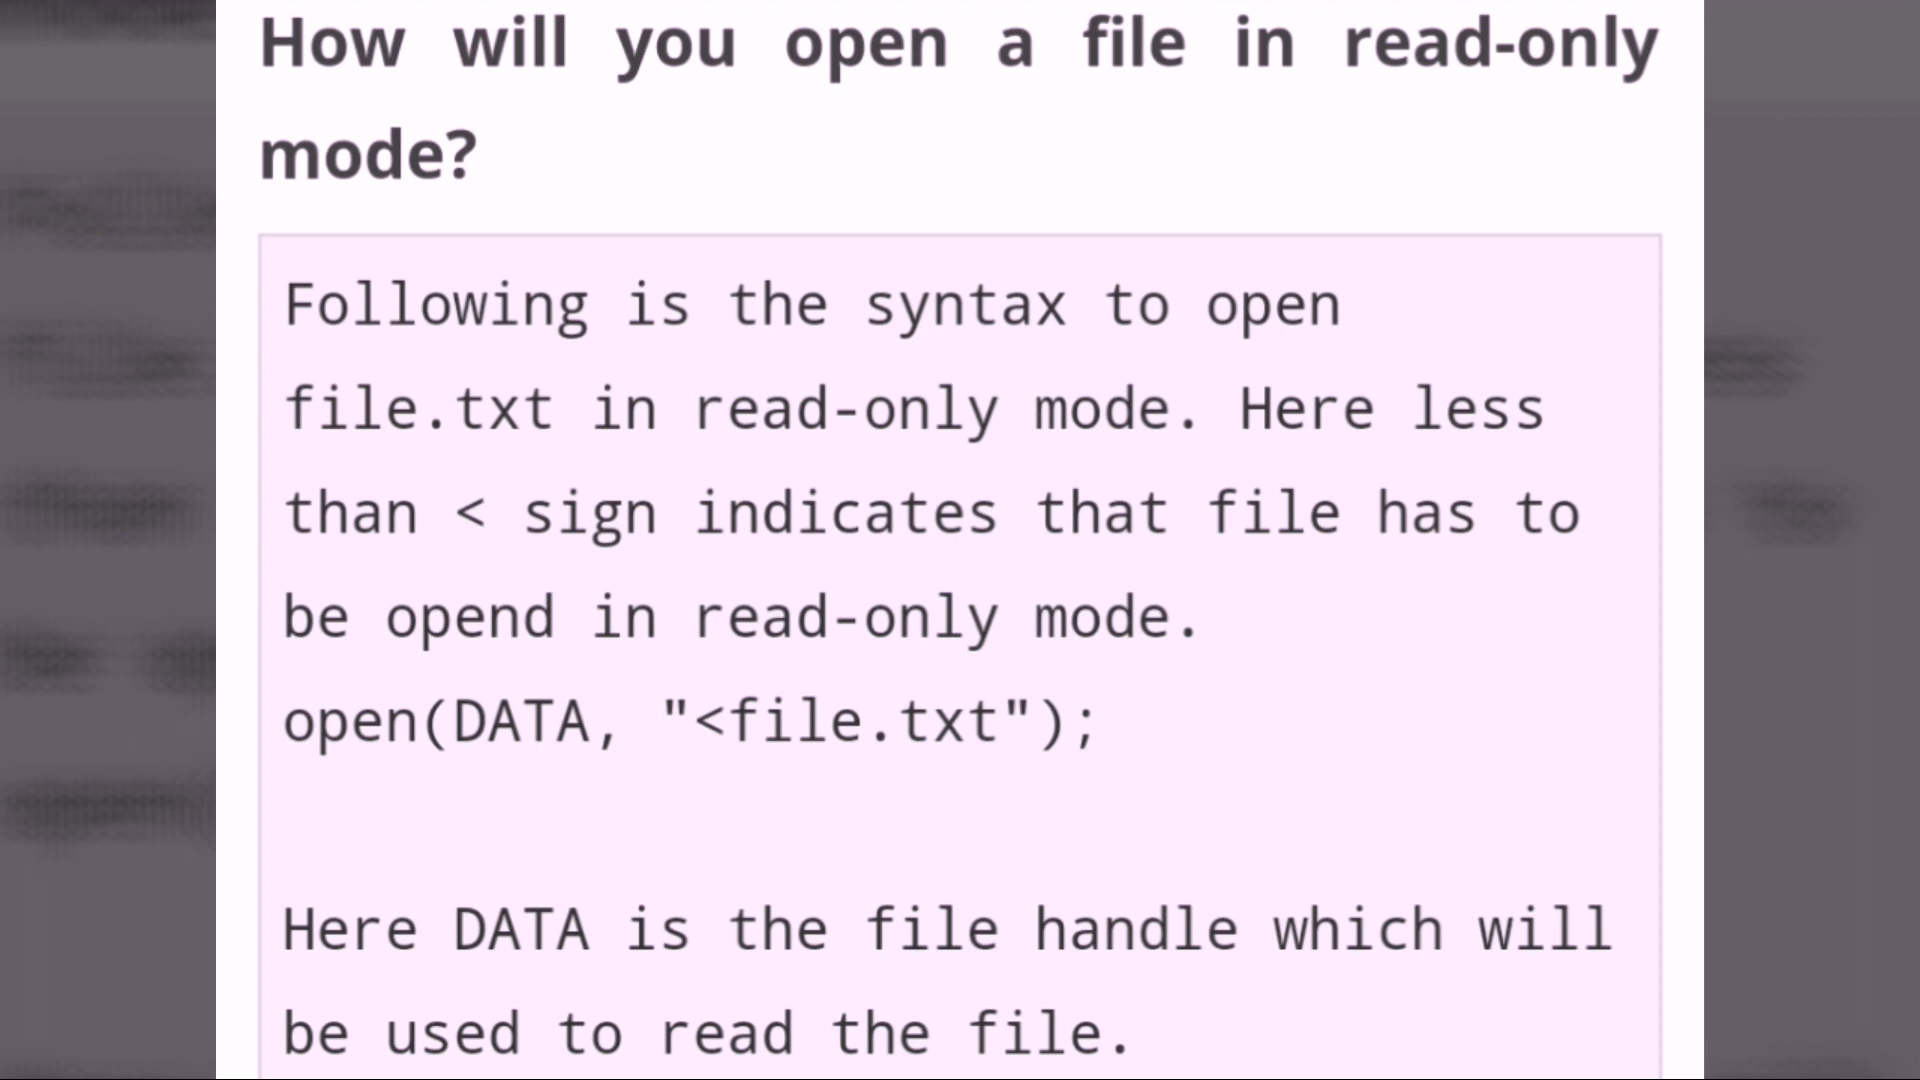 How will you open a file in read-only
mode?
Following is the syntax to open
file.txt in read-only mode. Here less
than < sign indicates that file has to
be opend in read-only mode.
open(DATA, "<file.txt");
Here DATA is the file handle which will
be used to read the file.